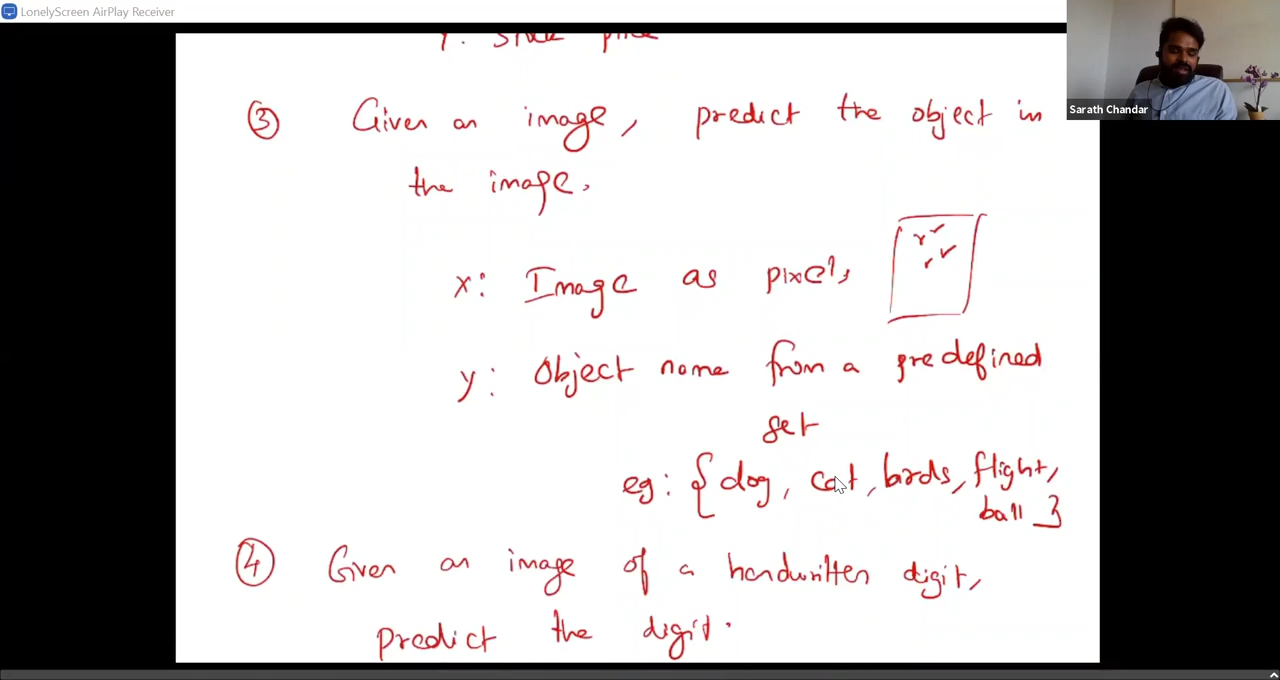 LonelyScreen AirPlay Receiver
Sarath Chandar
③ Given an image, predict the object in
the image.
x: Image as pixels
y: Object name from a predefined
set
eg: {dog, cat, birds, flight,
ball}
④ Given an image of a handwritten digit,
predict the digit.